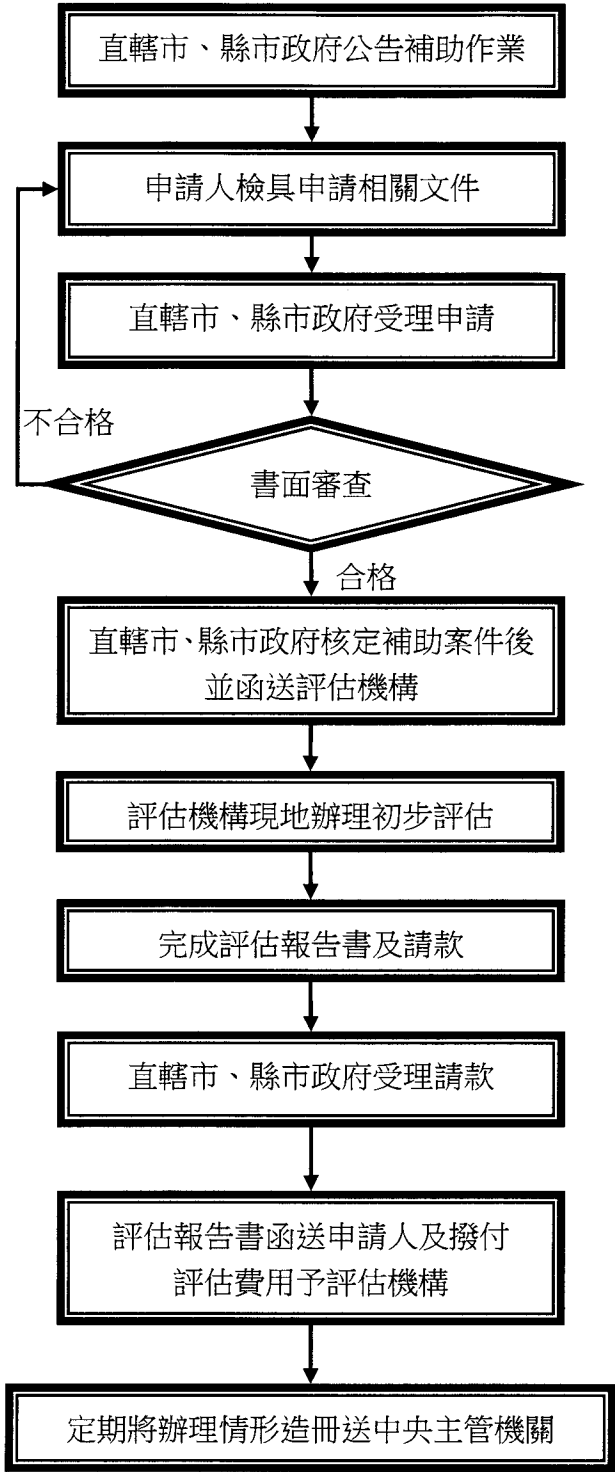 直轄市、縣市政府公告補助作業
申請人檢具申請相關文件
直轄市、縣市政府受理申請
不合格
書面審查
合格
直轄市、縣市政府核定補助案件後
並函送評估機構
評估機構現地辦理初步評估
完成評估報告書及請款
直轄市、縣市政府受理請款
評估報告書函送申請人及撥付
評估費用予評估機構
定期將辦理情形造冊送中央主管機關